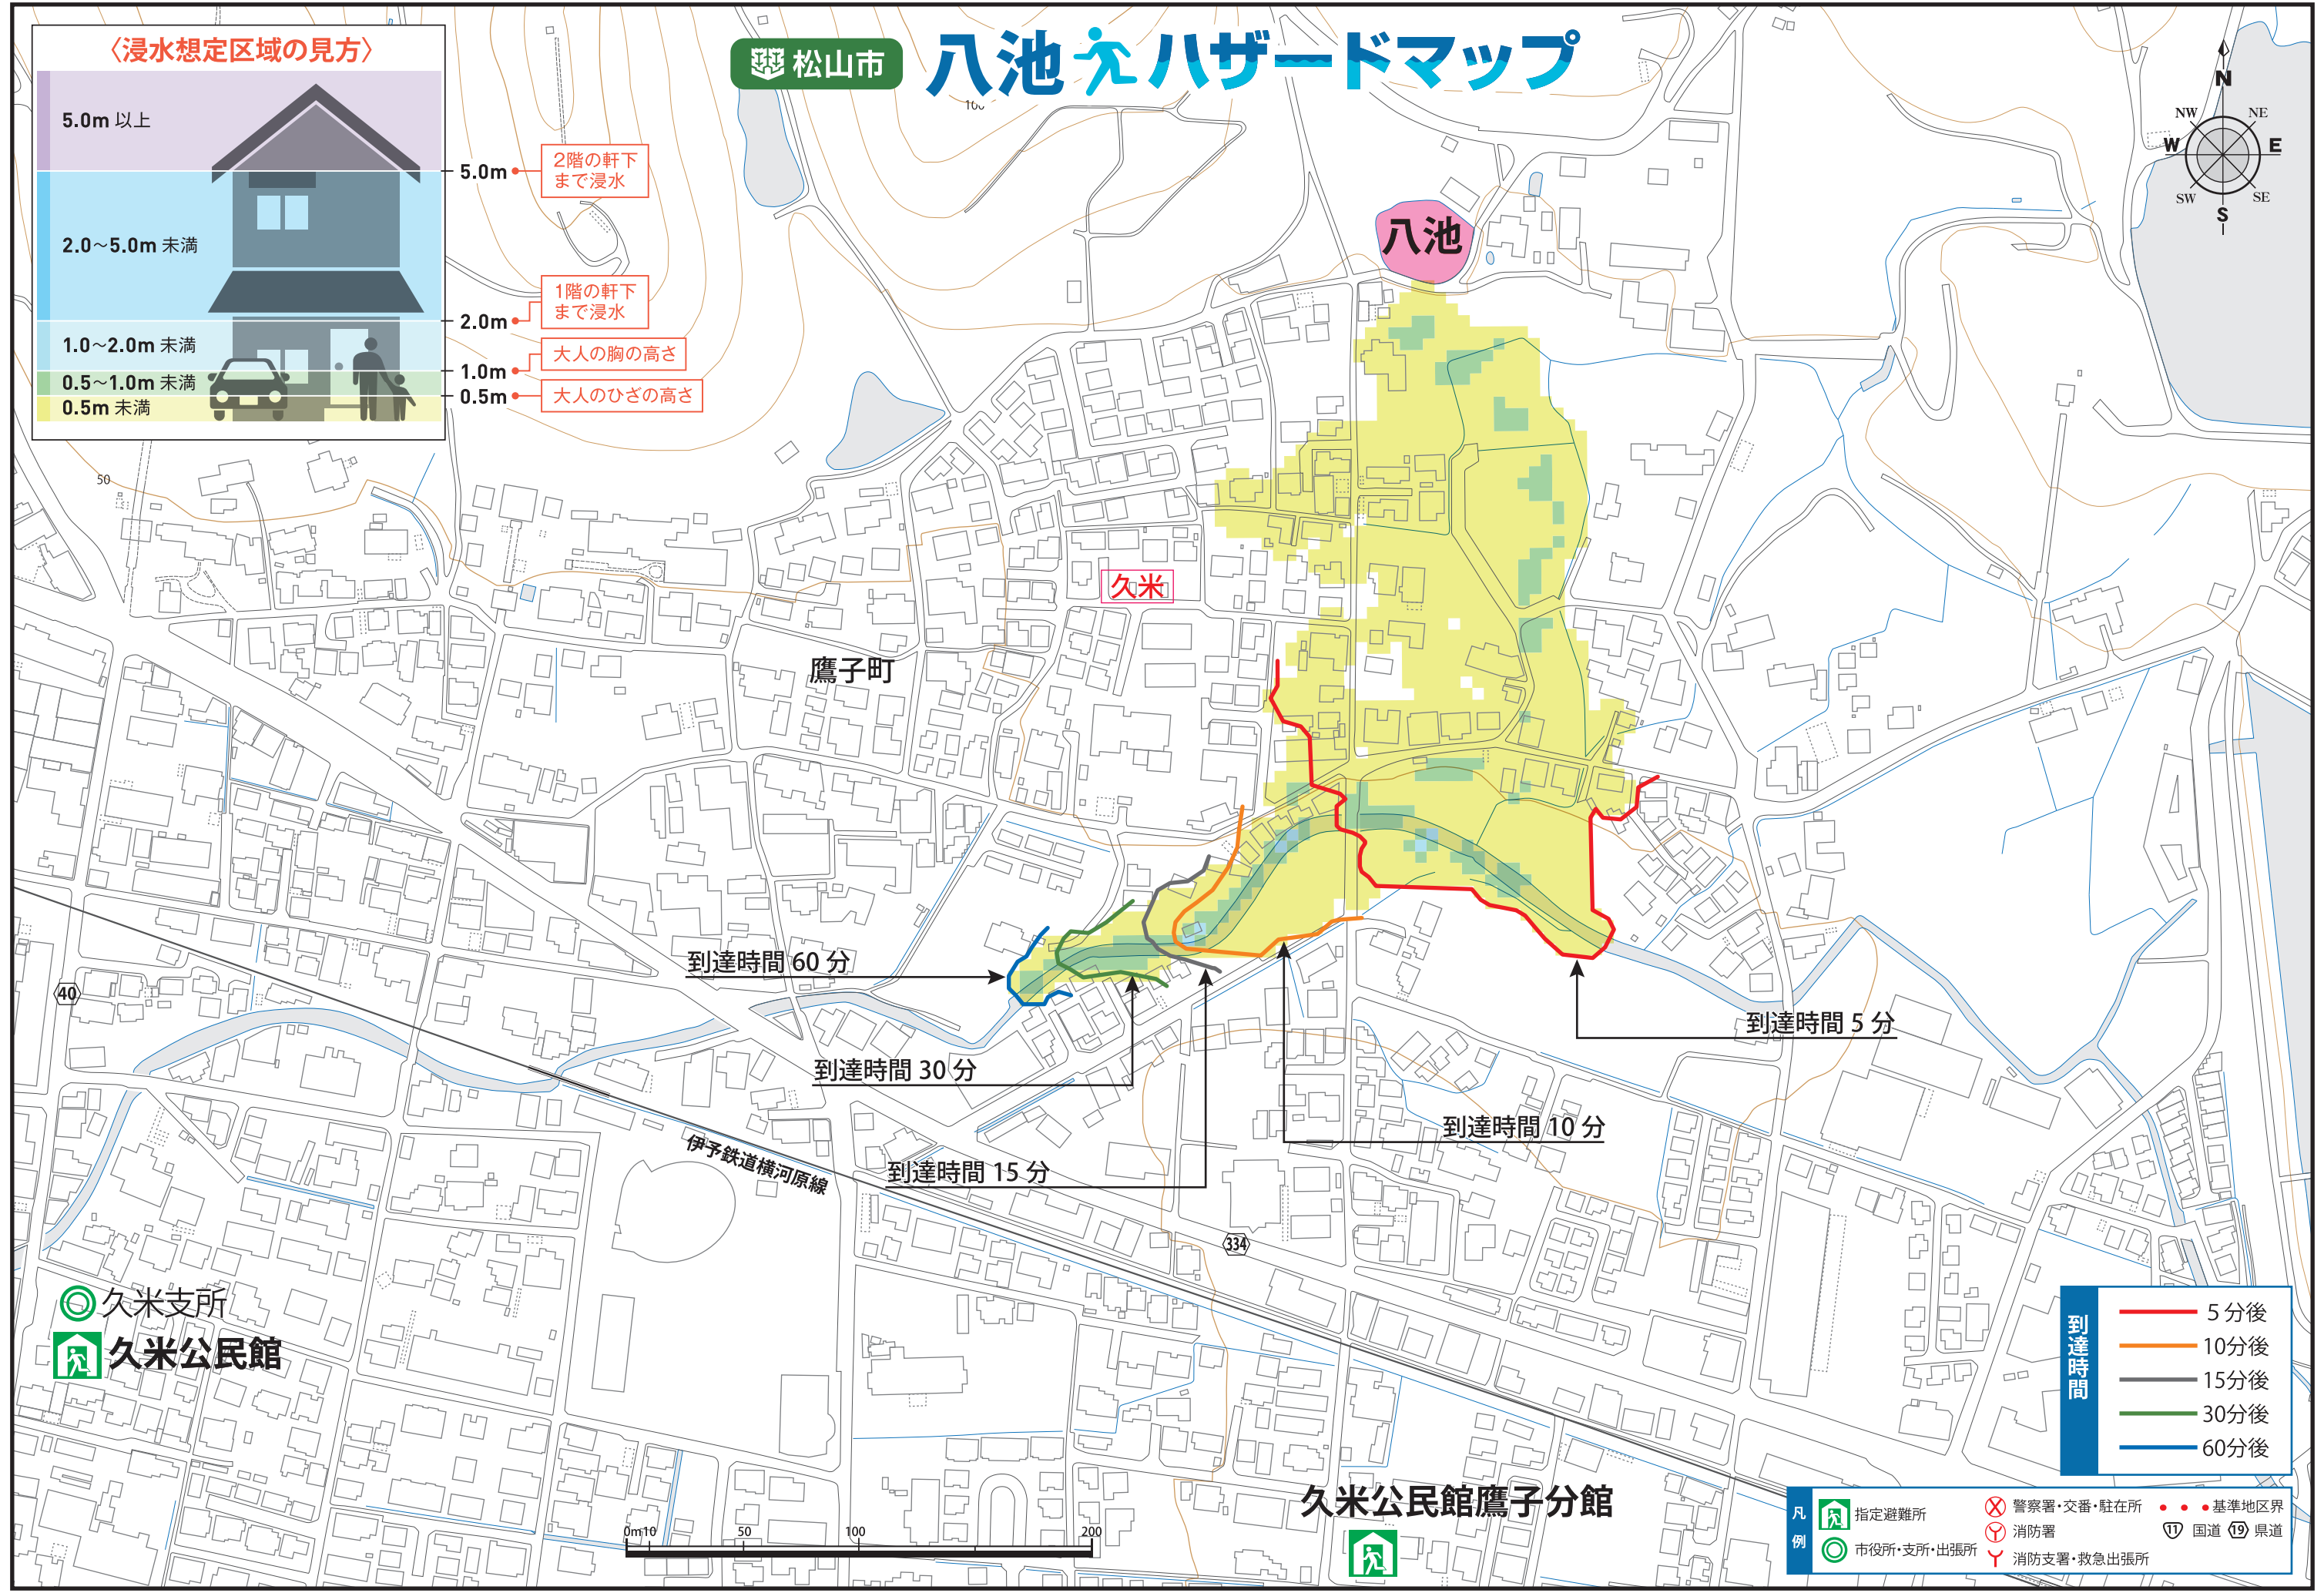 〈浸水想定区域の見方〉
5.0m 以上
2.0〜5.0m 未満
1.0〜2.0m 未満
0.5〜1.0m 未満
0.5m 未満
5.0m
2階の軒下
まで浸水
2.0m
1階の軒下
まで浸水
1.0m
大人の胸の高さ
0.5m
大人のひざの高さ
松山市
八池 ハザードマップ
100
N
NE
E
SE
S
SW
W
NW
八池
50
久米
鷹子町
到達時間 60 分
到達時間 5 分
到達時間 30 分
到達時間 10 分
到達時間 15 分
伊予鉄道横河原線
40
334
久米支所
久米公民館
久米公民館鷹子分館
0m 10 50 100 200
到達時間
5 分後
10分後
15分後
30分後
60分後
凡例
指定避難所
市役所・支所・出張所
警察署・交番・駐在所
消防署
消防支署・救急出張所
基準地区界
11 国道 19 県道